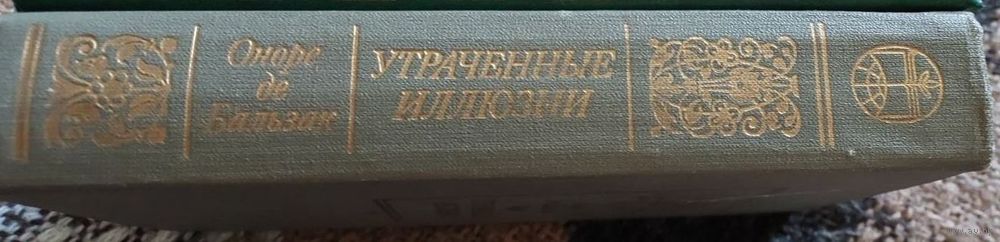 Оноре
де
Бальзак
УТРАЧЕННЫЕ
ИЛЛЮЗИИ